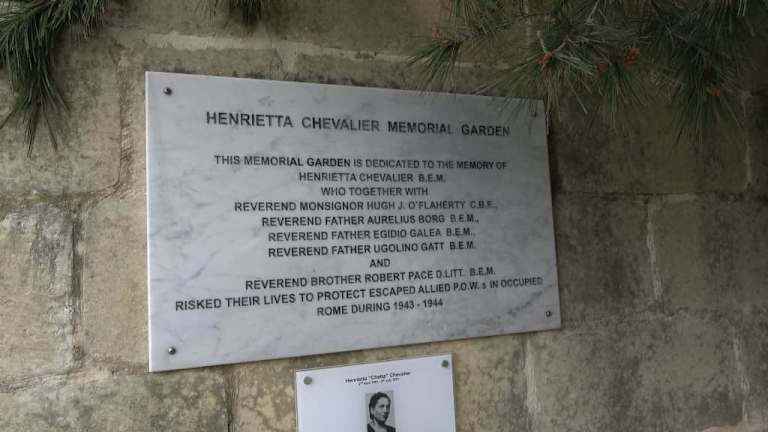 HENRIETTA CHEVALIER MEMORIAL GARDEN
THIS MEMORIAL GARDEN IS DEDICATED TO THE MEMORY OF
HENRIETTA CHEVALIER B.E.M.
WHO TOGETHER WITH
REVEREND MONSIGNOR HUGH J. O'FLAHERTY C.B.E.,
REVEREND FATHER AURELIUS BORG B.E.M.,
REVEREND FATHER EGIDIO GALEA B.E.M.,
REVEREND FATHER UGOLINO GATT B.E.M.
AND
REVEREND BROTHER ROBERT PACE D.LITT. B.E.M.
RISKED THEIR LIVES TO PROTECT ESCAPED ALLIED P.O.W. s IN OCCUPIED
ROME DURING 1943 - 1944
Henrietta "Chetta" Chevalier